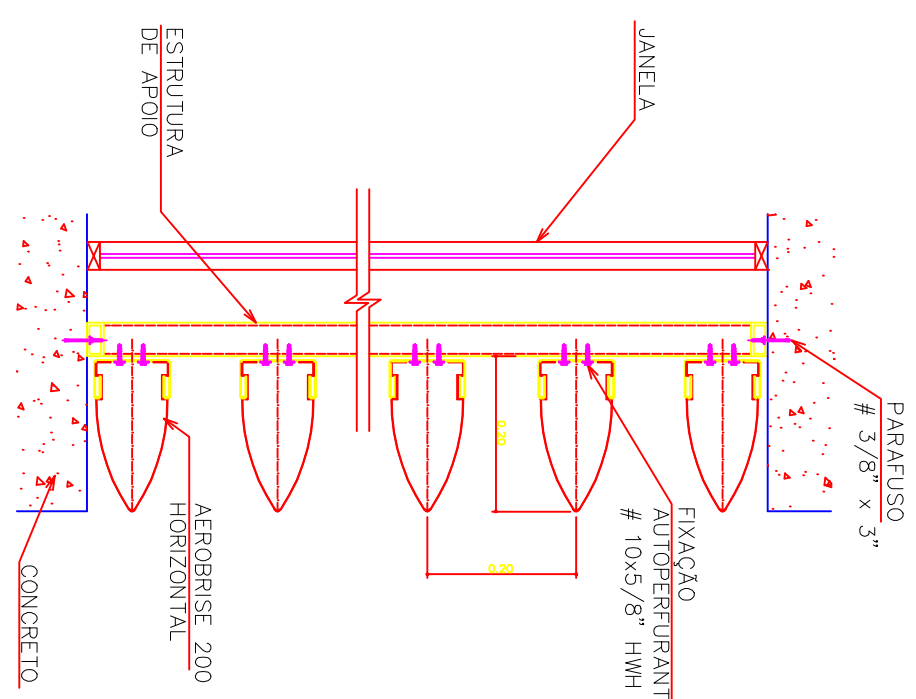 JANELA
ESTRUTURA
DE APOIO
PARAFUSO
# 3/8" x 3"
FIXAÇÃO
AUTOPERFURANT
# 10x5/8" HWH
0.20
0.20
AEROBRISE 200
HORIZONTAL
CONCRETO